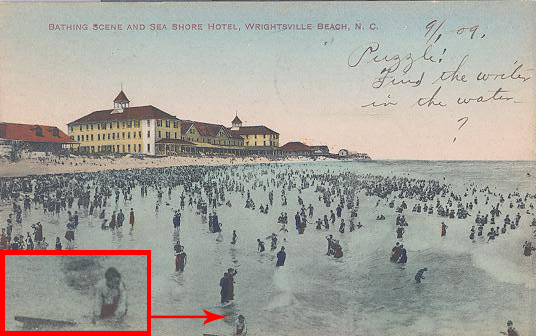 BATHING SCENE AND SEA SHORE HOTEL, WRIGHTSVILLE BEACH, N. C.
9/1, 09.
Puzzle!
Find the writer
in the water
?